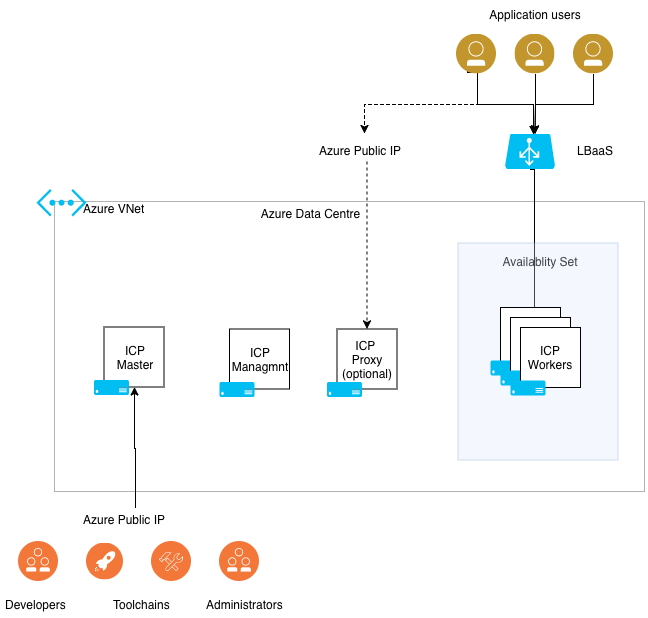 Application users
Azure Public IP
LBaaS
Azure VNet
Azure Data Centre
Availablity Set
ICP
Master
ICP
Managmnt
ICP
Proxy
(optional)
ICP
Workers
Azure Public IP
Developers
Toolchains
Administrators